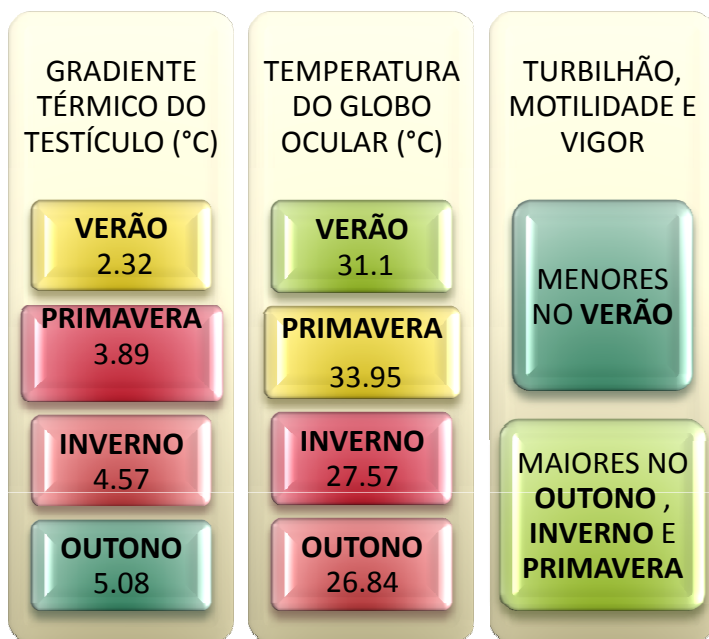 GRADIENTE
TÉRMICO DO
TESTÍCULO (°C)
VERÃO
2.32
PRIMAVERA
3.89
INVERNO
4.57
OUTONO
5.08
TEMPERATURA
DO GLOBO
OCULAR (°C)
VERÃO
31.1
PRIMAVERA
33.95
INVERNO
27.57
OUTONO
26.84
TURBILHÃO,
MOTILIDADE E
VIGOR
MENORES
NO VERÃO
MAIORES NO
OUTONO ,
INVERNO E
PRIMAVERA